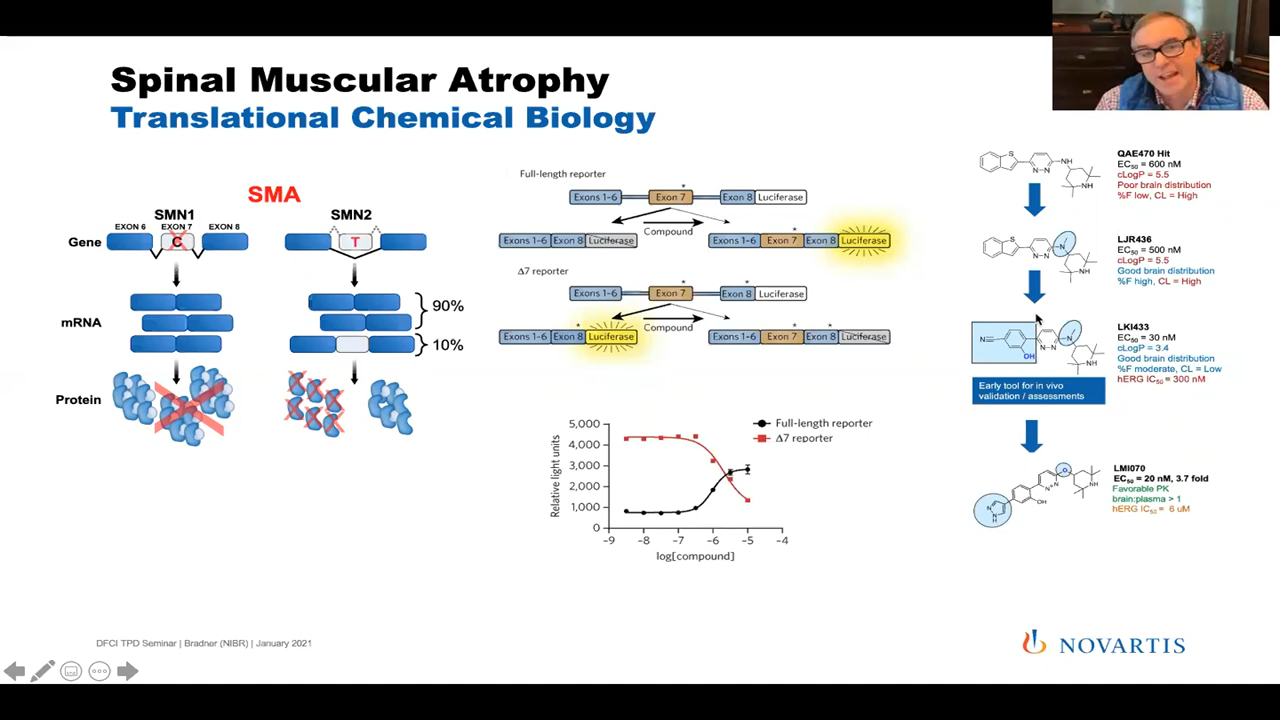 Spinal Muscular Atrophy
Translational Chemical Biology
SMA
SMN1
SMN2
EXON 6
EXON 7
EXON 8
Gene
C
T
mRNA
90%
10%
Protein
Full-length reporter
Exons 1-6
Exon 7
*
Exon 8
Luciferase
Compound
Exons 1-6
Exon 8
Luciferase
Exons 1-6
Exon 7
*
Exon 8
Luciferase
Δ7 reporter
Exons 1-6
Exon 7
*
Exon 8
*
Luciferase
Compound
Exons 1-6
Exon 8
*
Luciferase
Exons 1-6
Exon 7
*
Exon 8
*
Luciferase
Relative light units
5,000
4,000
3,000
2,000
1,000
0
–9
–8
–7
–6
–5
–4
log[compound]
Full-length reporter
Δ7 reporter
S
N-N
NH
NH
QAE470 Hit
EC50 = 600 nM
cLogP = 5.5
Poor brain distribution
%F low, CL = High
S
N-N
N
NH
LJR436
EC50 = 500 nM
cLogP = 5.5
Good brain distribution
%F high, CL = High
N
OH
N-N
N
NH
LKI433
EC50 = 30 nM
cLogP = 3.4
Good brain distribution
%F moderate, CL = Low
hERG IC50 = 300 nM
Early tool for in vivo
validation / assessments
N
N
H
OH
N-N
O
NH
LMI070
EC50 = 20 nM, 3.7 fold
Favorable PK
brain:plasma > 1
hERG IC50 = 6 uM
DFCI TPD Seminar | Bradner (NIBR) | January 2021
NOVARTIS